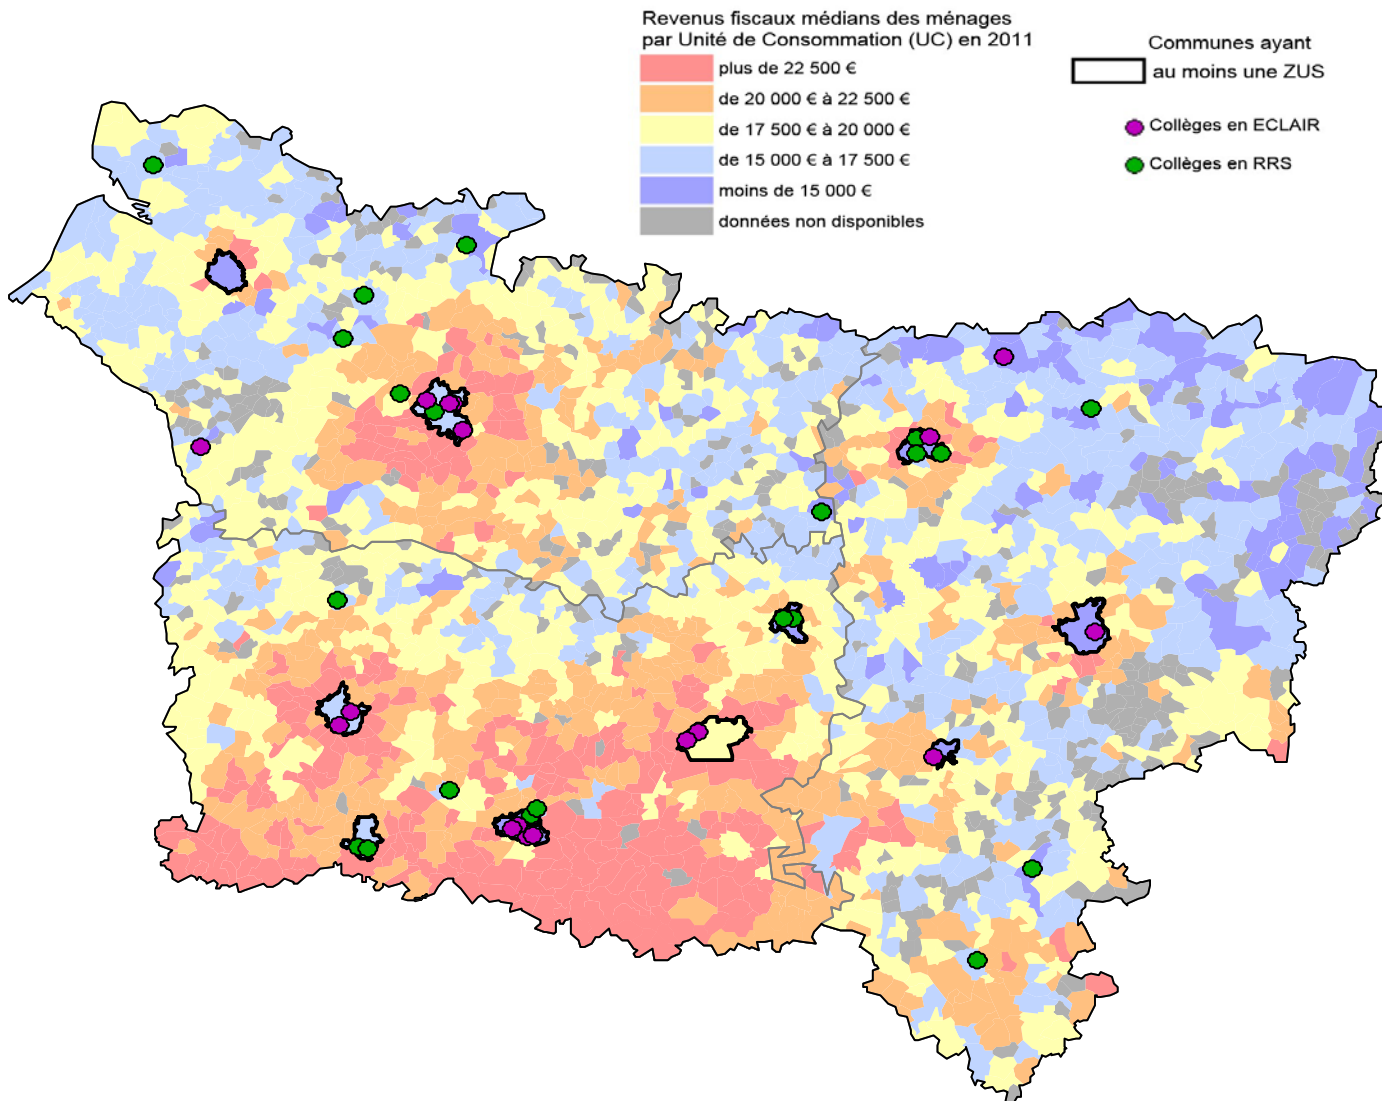 Revenus fiscaux médians des ménages
par Unité de Consommation (UC) en 2011
plus de 22 500 €
de 20 000 € à 22 500 €
de 17 500 € à 20 000 €
de 15 000 € à 17 500 €
moins de 15 000 €
données non disponibles
Communes ayant
au moins une ZUS
Collèges en ECLAIR
Collèges en RRS